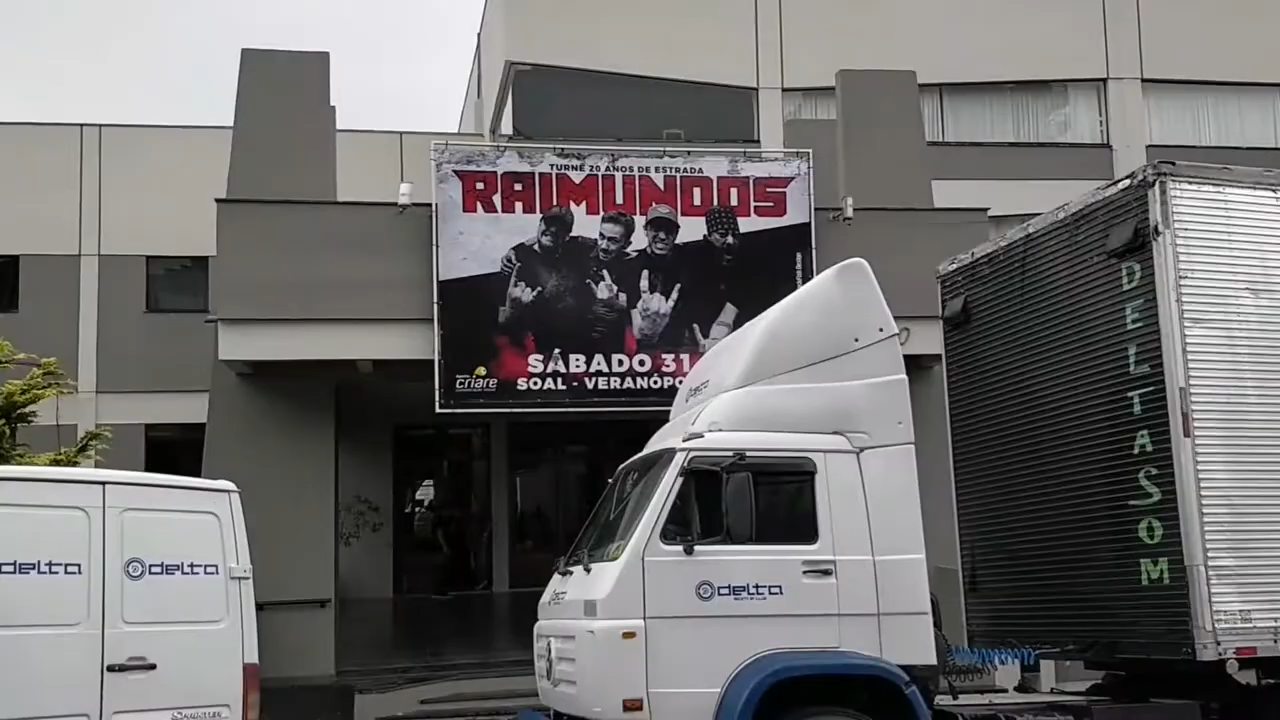 TURNÊ 20 ANOS DE ESTRADA
RAIMUNDOS
SÁBADO 31
SOAL - VERANÓPO
criare
delta
delta
delta
DELTASOM